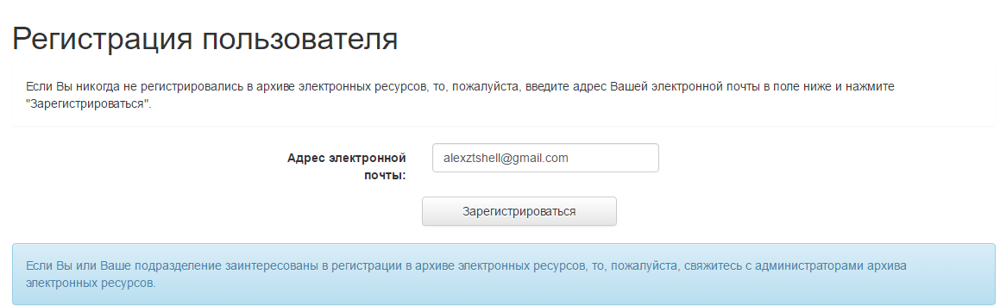 Регистрация пользователя
Если Вы никогда не регистрировались в архиве электронных ресурсов, то, пожалуйста, введите адрес Вашей электронной почты в поле ниже и нажмите
"Зарегистрироваться".
Адрес электронной
почты:
alexztshell@gmail.com
Зарегистрироваться
Если Вы или Ваше подразделение заинтересованы в регистрации в архиве электронных ресурсов, то, пожалуйста, свяжитесь с администраторами архива
электронных ресурсов.